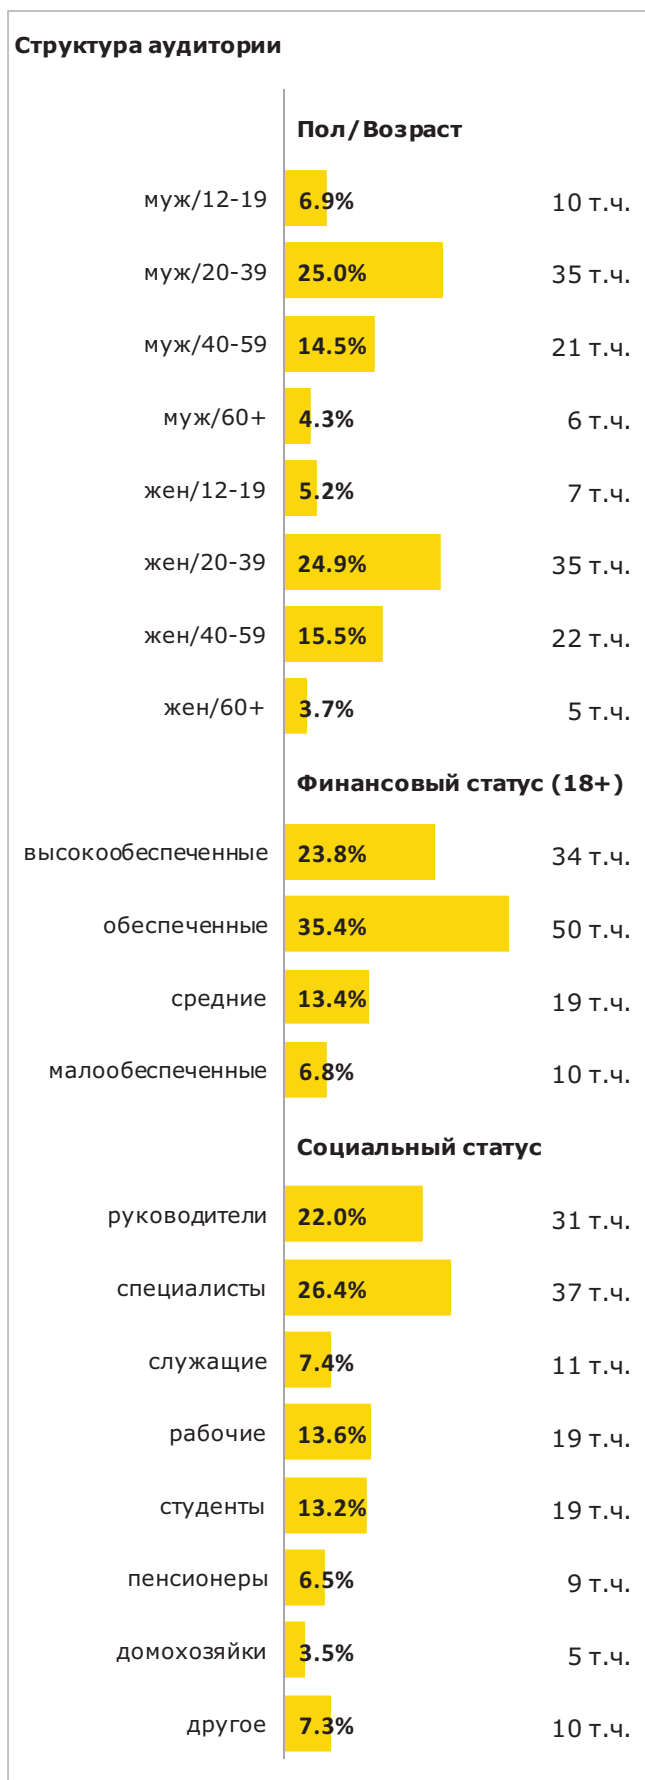 Структура аудитории
Пол/Возраст
муж/12-19 6.9% 10 т.ч.
муж/20-39 25.0% 35 т.ч.
муж/40-59 14.5% 21 т.ч.
муж/60+ 4.3% 6 т.ч.
жен/12-19 5.2% 7 т.ч.
жен/20-39 24.9% 35 т.ч.
жен/40-59 15.5% 22 т.ч.
жен/60+ 3.7% 5 т.ч.
Финансовый статус (18+)
высокообеспеченные 23.8% 34 т.ч.
обеспеченные 35.4% 50 т.ч.
средние 13.4% 19 т.ч.
малообеспеченные 6.8% 10 т.ч.
Социальный статус
руководители 22.0% 31 т.ч.
специалисты 26.4% 37 т.ч.
служащие 7.4% 11 т.ч.
рабочие 13.6% 19 т.ч.
студенты 13.2% 19 т.ч.
пенсионеры 6.5% 9 т.ч.
домохозяйки 3.5% 5 т.ч.
другое 7.3% 10 т.ч.